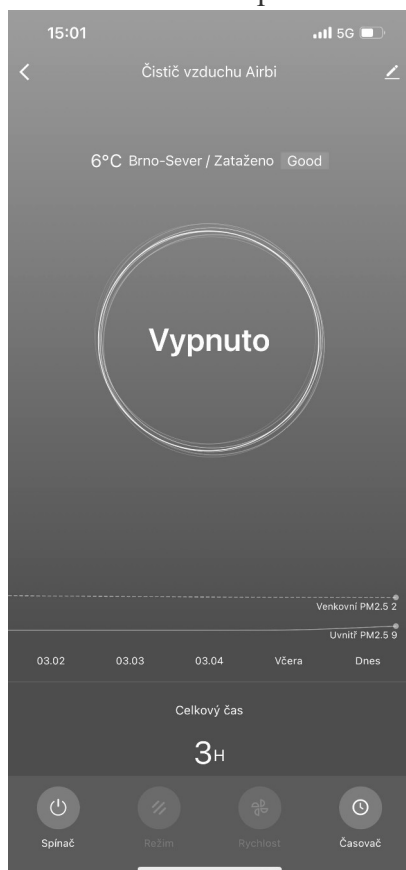 15:01 5G
Čistič vzduchu Airbi
6°C Brno-Sever / Zataženo Good
Vypnuto
Venkovní PM2.5 2
Uvnitř PM2.5 9
03.02 03.03 03.04 Včera Dnes
Celkový čas
3H
Spínač Režim Rychlost Časovač